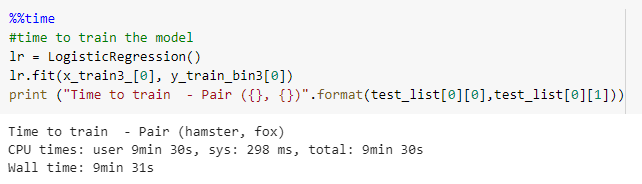 %%time
#time to train the model
lr = LogisticRegression()
lr.fit(x_train3_[0], y_train_bin3[0])
print ("Time to train  - Pair ({}, {})".format(test_list[0][0],test_list[0][1]))
Time to train  - Pair (hamster, fox)
CPU times: user 9min 30s, sys: 298 ms, total: 9min 30s
Wall time: 9min 31s